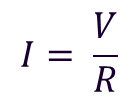 I = V/R